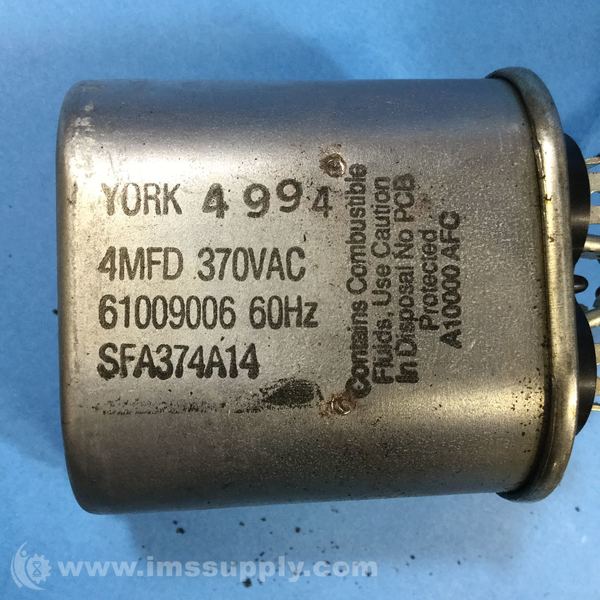 YORK 4994
4MFD 370VAC
61009006 60Hz
SFA374A14
Contains Combustible
Fluids, Use Caution
In Disposal No PCB
Protected
A10000 AFC
www.imssupply.com